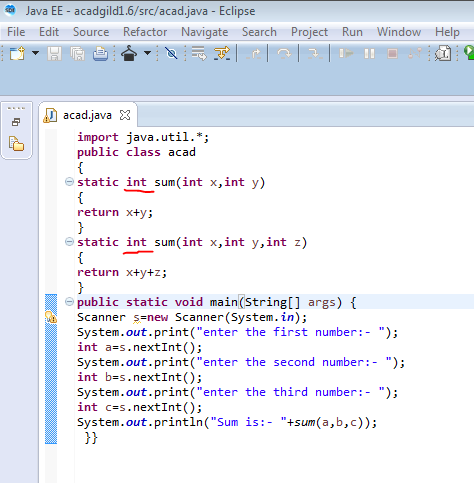 Java EE - acadgild1.6/src/acad.java - Eclipse
File Edit Source Refactor Navigate Search Project Run Window Help
acad.java
import java.util.*;
public class acad
{
static int sum(int x,int y)
{
return x+y;
}
static int sum(int x,int y,int z)
{
return x+y+z;
}
public static void main(String[] args) {
Scanner s=new Scanner(System.in);
System.out.print("enter the first number:- ");
int a=s.nextInt();
System.out.print("enter the second number:- ");
int b=s.nextInt();
System.out.print("enter the third number:- ");
int c=s.nextInt();
System.out.println("Sum is:- "+sum(a,b,c));
}}